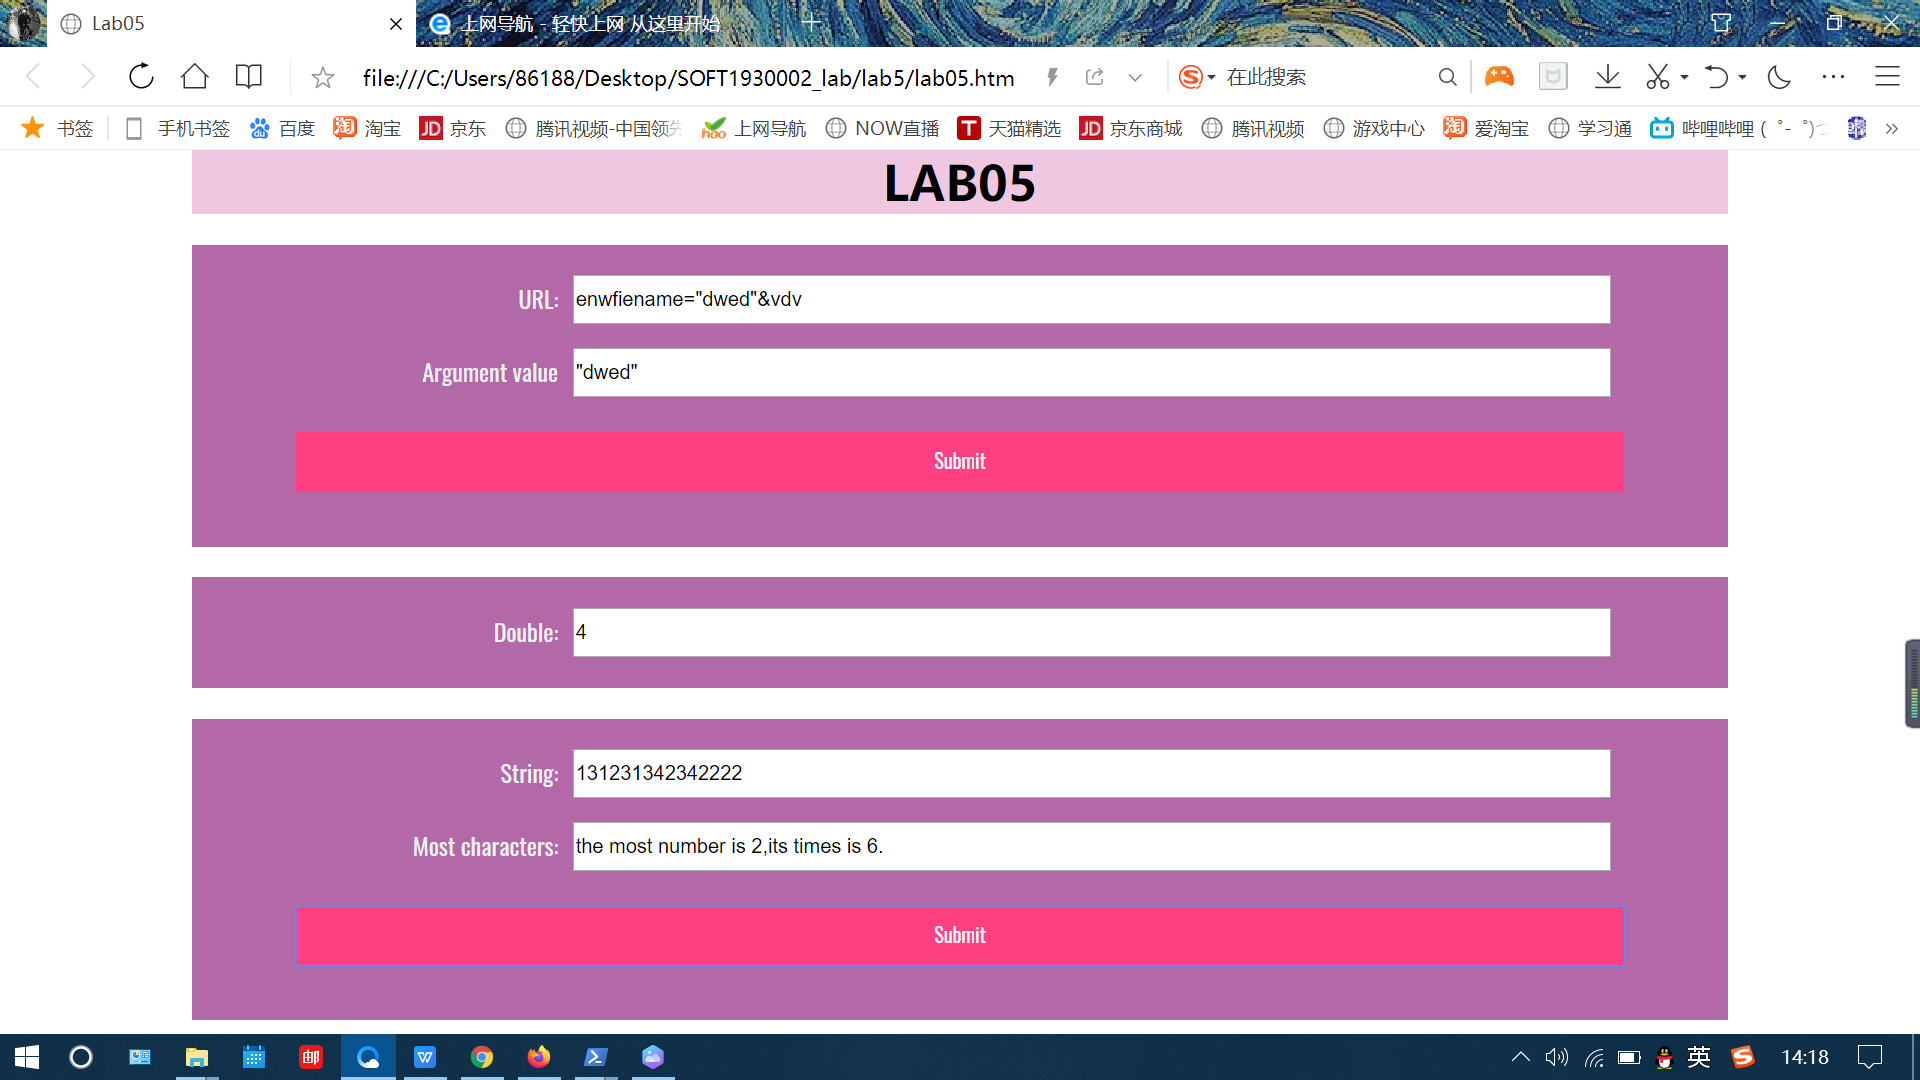 Lab05
上网导航 - 轻快上网 从这里开始
file:///C:/Users/86188/Desktop/SOFT1930002_lab/lab5/lab05.htm
在此搜索
书签 手机书签 百度 淘宝 JD 京东 腾讯视频-中国领先 hao 上网导航 NOW直播 T 天猫精选 JD 京东商城 腾讯视频 游戏中心 淘 爱淘宝 学习通 哔哩哔哩 ( ゜- ゜)つ
LAB05
URL: enwfiename="dwed"&vdv
Argument value "dwed"
Submit
Double: 4
String: 131231342342222
Most characters: the most number is 2,its times is 6.
Submit
英 14:18